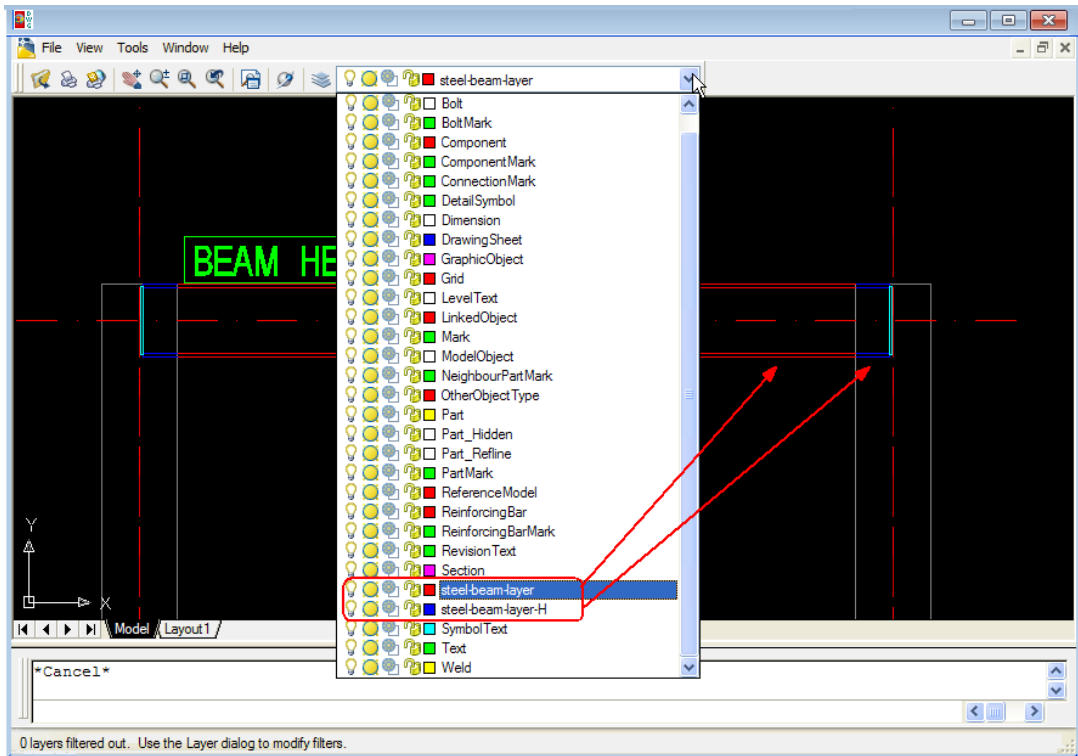 DWG
File View Tools Window Help
steel-beam-layer
Bolt
BoltMark
Component
ComponentMark
ConnectionMark
DetailSymbol
Dimension
DrawingSheet
GraphicObject
Grid
LevelText
LinkedObject
Mark
ModelObject
NeighbourPartMark
OtherObjectType
Part
Part_Hidden
Part_Refline
PartMark
ReferenceModel
ReinforcingBar
ReinforcingBarMark
RevisionText
Section
steel-beam-layer
steel-beam-layer-H
SymbolText
Text
Weld
BEAM HE
Y
X
Model Layout1
*Cancel*
0 layers filtered out. Use the Layer dialog to modify filters.